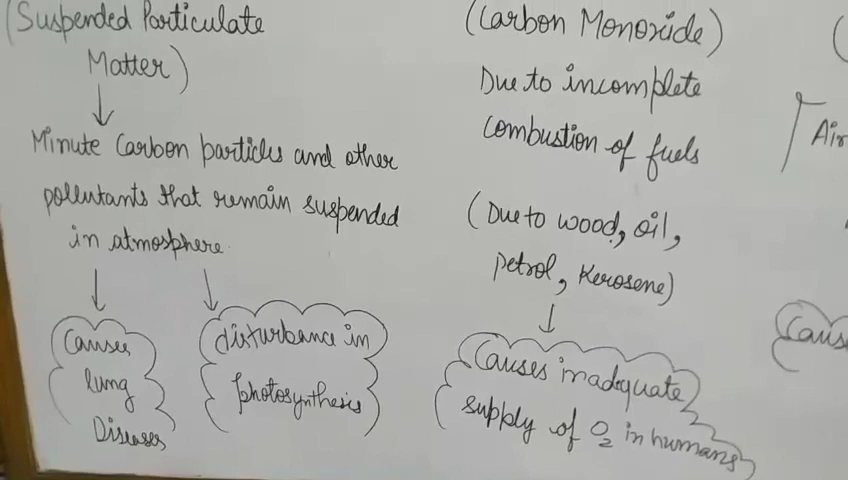 (Suspended Particulate
Matter)
Minute Carbon particles and other
pollutants that remain suspended
in atmosphere.
Causes
lung
Diseases
disturbance in
photosynthesis
(Carbon Monoxide)
Due to incomplete
combustion of fuels
(Due to wood, oil,
petrol, Kerosene)
Causes inadequate
supply of O₂ in humans
(
Air
Cause